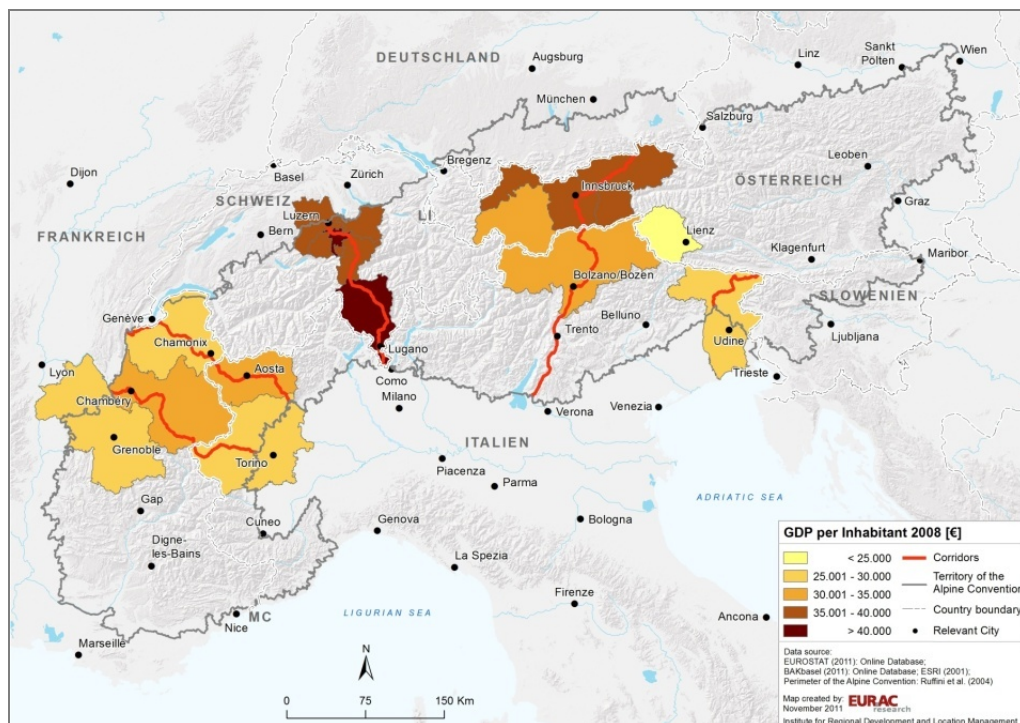 DEUTSCHLAND
Augsburg
Linz
Sankt
Pölten
Wien
München
Salzburg
Dijon
Basel
Zürich
Bregenz
Leoben
SCHWEIZ
Innsbruck
ÖSTERREICH
Luzern
LI
Graz
FRANKREICH
Bern
Lienz
Klagenfurt
Maribor
Bolzano/Bozen
SLOWENIEN
Genève
Trento
Belluno
Ljubljana
Chamonix
Lugano
Udine
Lyon
Aosta
Como
Trieste
Chambéry
Milano
Verona
Venezia
Grenoble
Torino
ITALIEN
Piacenza
Parma
ADRIATIC SEA
Gap
Cuneo
Genova
Bologna
Digne-
les-Bains
La Spezia
Firenze
LIGURIAN SEA
Nice
MC
Ancona
Marseille
N
0 75 150 KM
GDP per Inhabitant 2008 [€]
< 25.000
25.001 - 30.000
30.001 - 35.000
35.001 - 40.000
> 40.000
Corridors
Territory of the
Alpine Convention
Country boundary
Relevant City
Data source:
EUROSTAT (2011): Online Database;
BAKbasel (2011): Online Database; ESRI (2001);
Perimeter of the Alpine Convention: Ruffini et al. (2004)
Map created by: EURAC
research
November 2011
Institute for Regional Development and Location Management